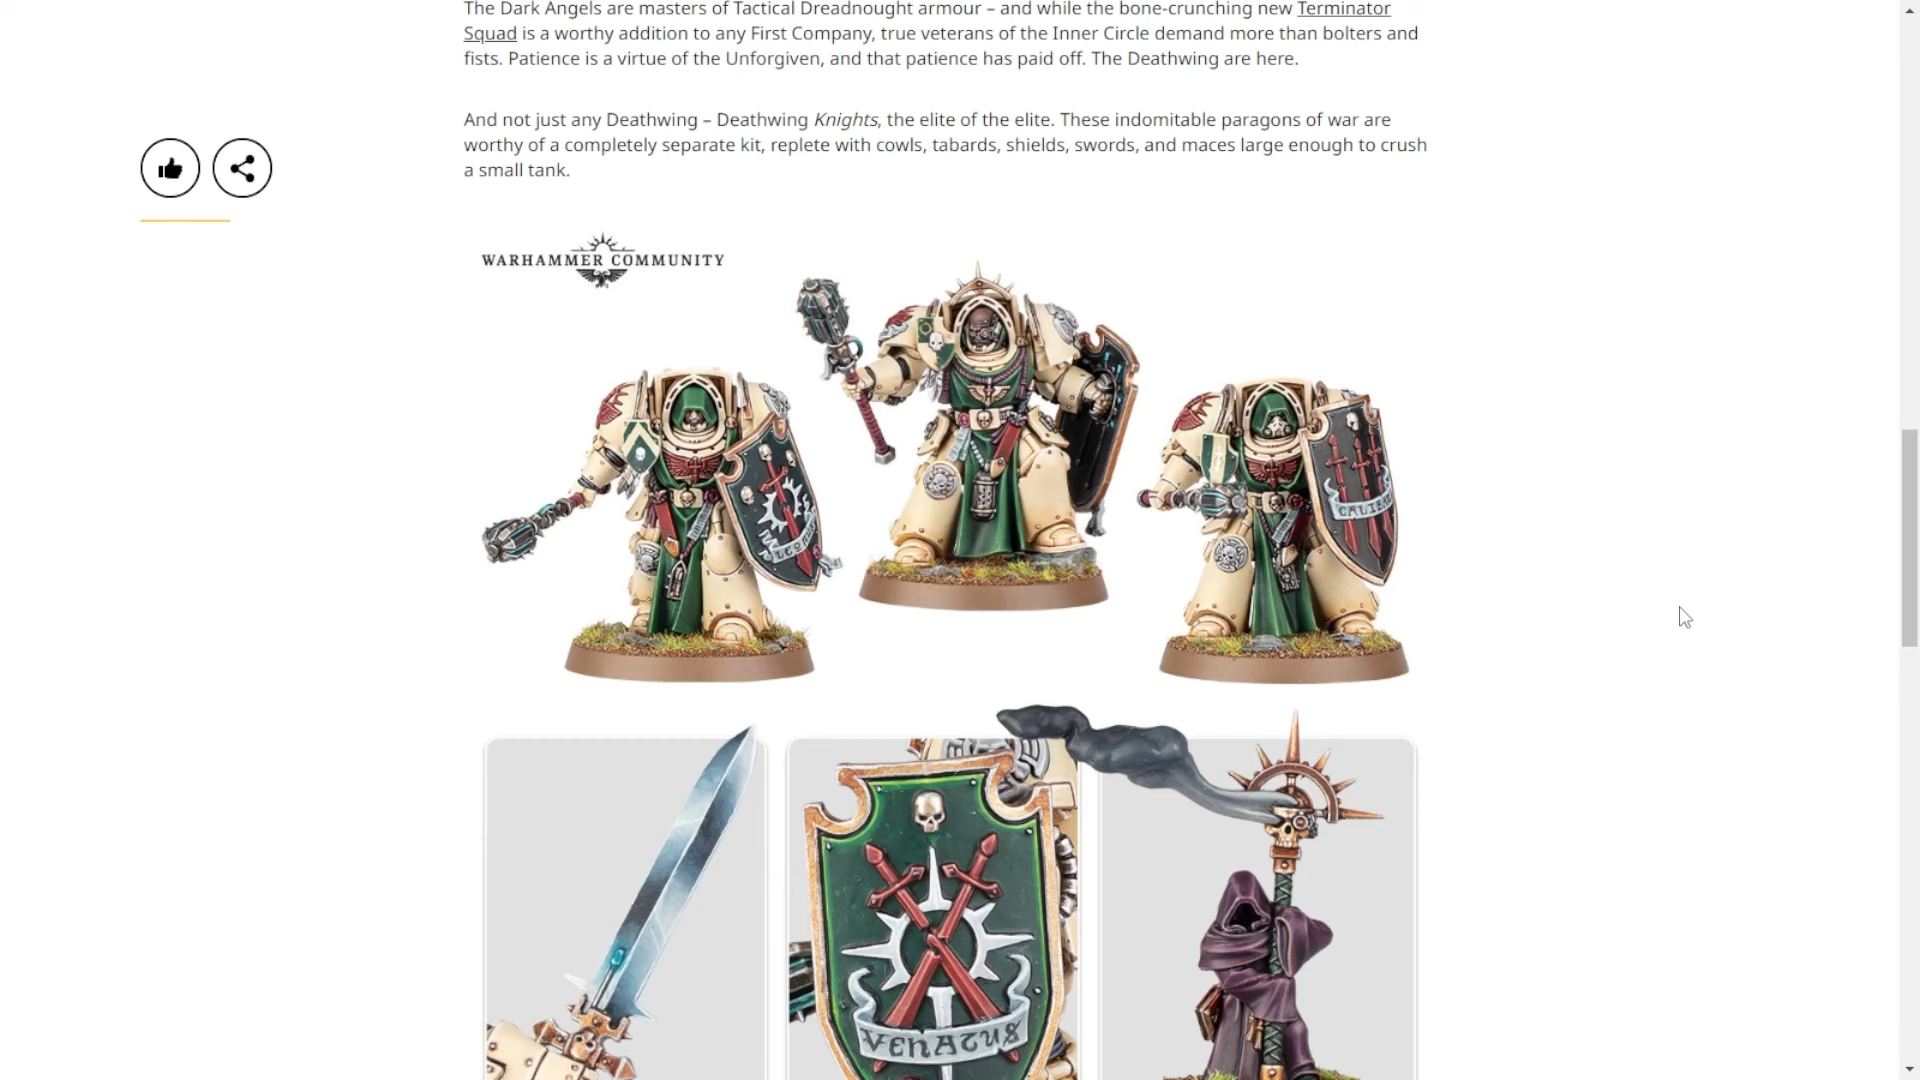 The Dark Angels are masters of Tactical Dreadnought armour – and while the bone-crunching new Terminator
Squad is a worthy addition to any First Company, true veterans of the Inner Circle demand more than bolters and
fists. Patience is a virtue of the Unforgiven, and that patience has paid off. The Deathwing are here.
And not just any Deathwing – Deathwing Knights, the elite of the elite. These indomitable paragons of war are
worthy of a completely separate kit, replete with cowls, tabards, shields, swords, and maces large enough to crush
a small tank.
WARHAMMER COMMUNITY
VENATUS